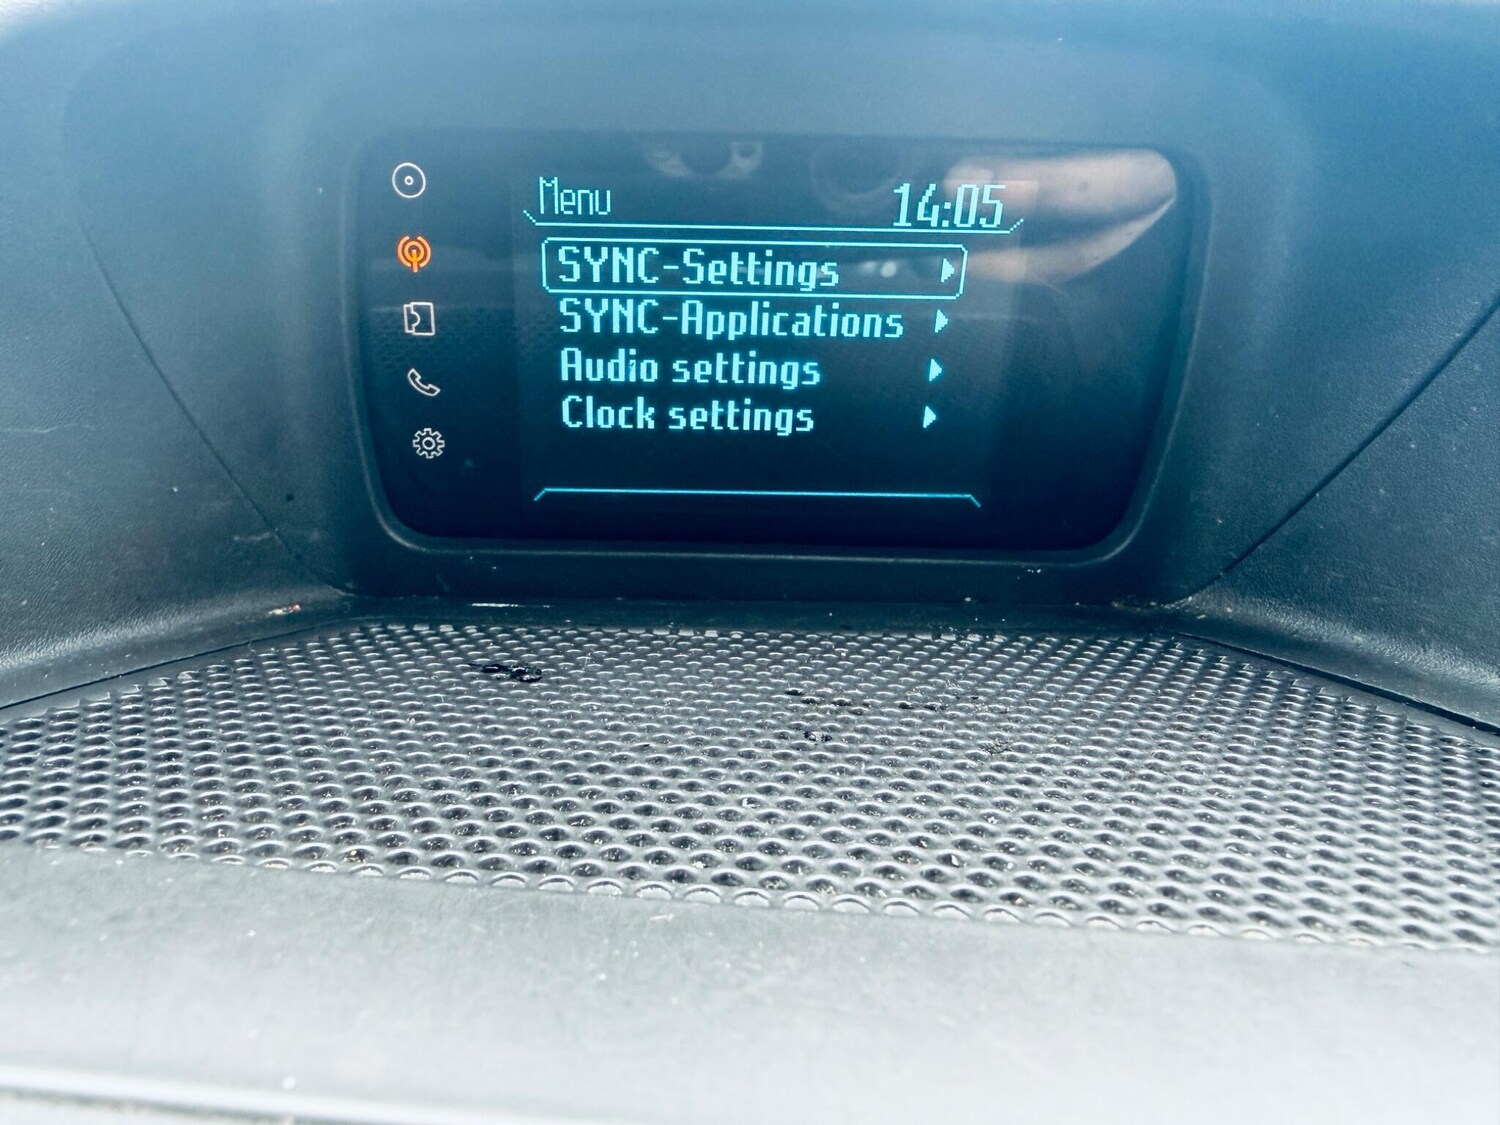 Menu 14:05
SYNC-Settings
SYNC-Applications
Audio settings
Clock settings